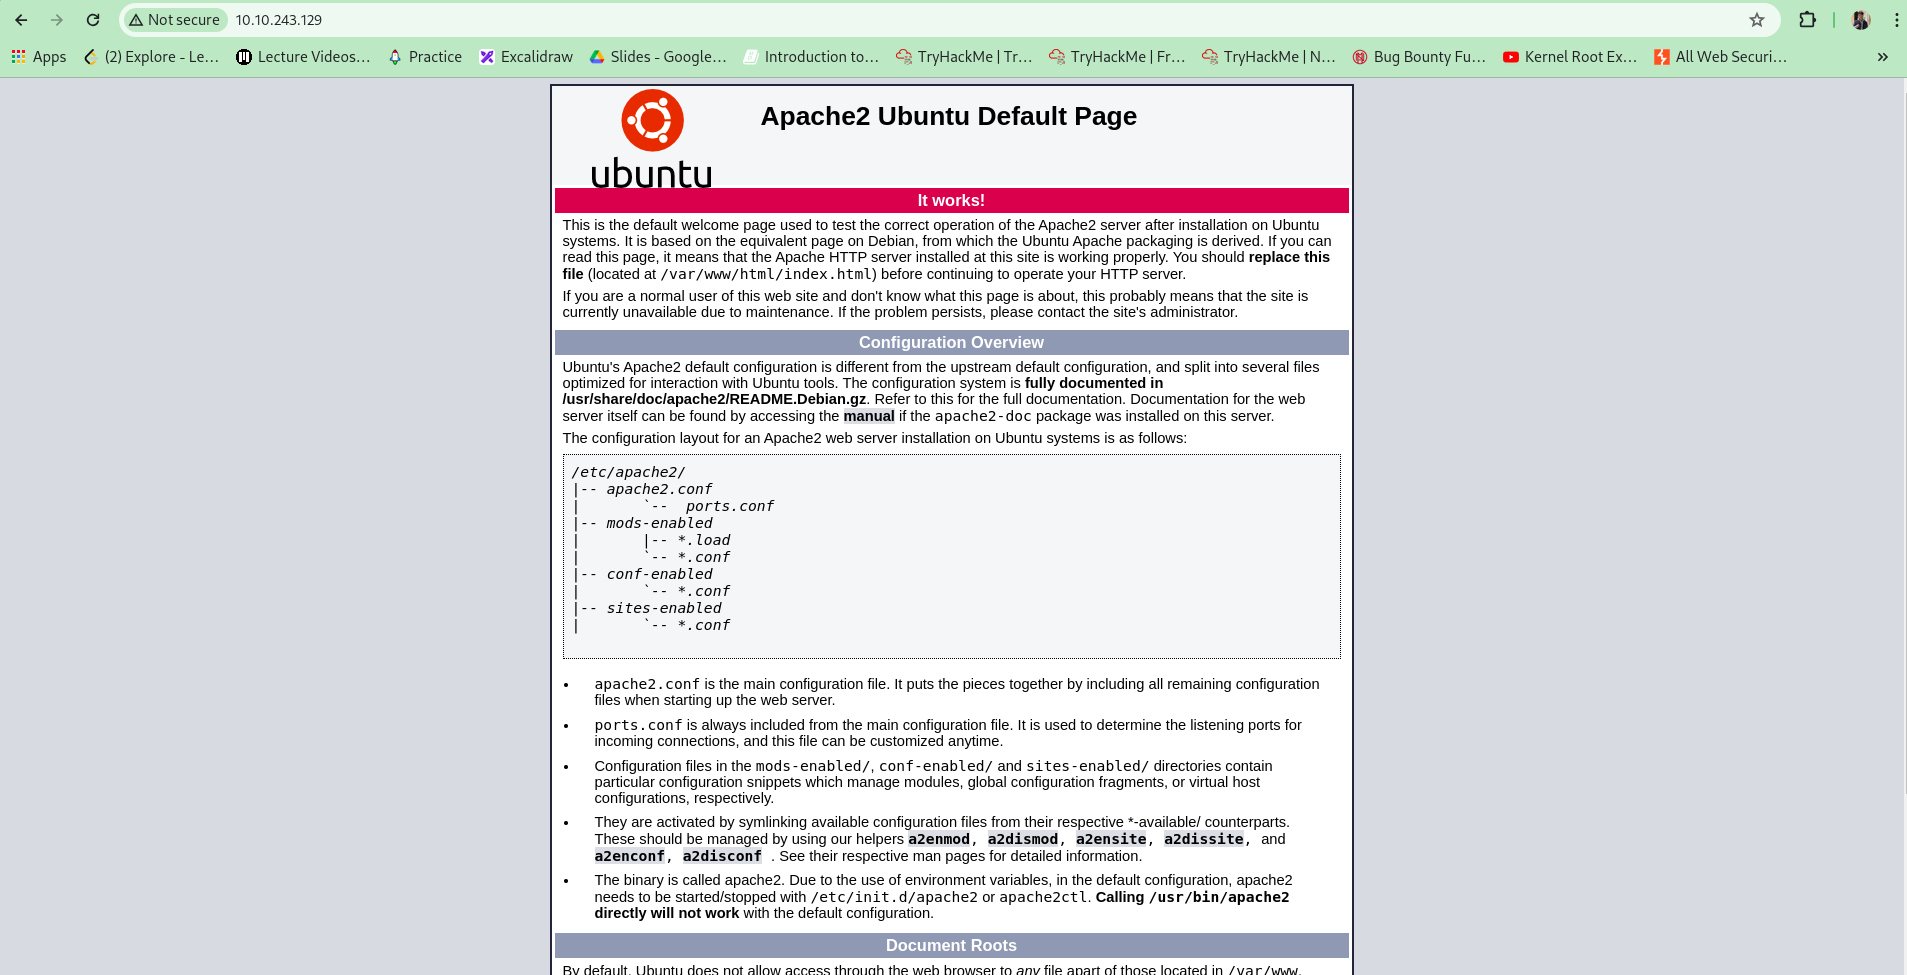 Not secure 10.10.243.129
Apps (2) Explore - Le... Lecture Videos... Practice Excalidraw Slides - Google... Introduction to... TryHackMe | Tr... TryHackMe | Fr... TryHackMe | N... Bug Bounty Fu... Kernel Root Ex... All Web Securi... »
ubuntu
Apache2 Ubuntu Default Page
It works!
This is the default welcome page used to test the correct operation of the Apache2 server after installation on Ubuntu
systems. It is based on the equivalent page on Debian, from which the Ubuntu Apache packaging is derived. If you can
read this page, it means that the Apache HTTP server installed at this site is working properly. You should replace this
file (located at /var/www/html/index.html) before continuing to operate your HTTP server.
If you are a normal user of this web site and don't know what this page is about, this probably means that the site is
currently unavailable due to maintenance. If the problem persists, please contact the site's administrator.
Configuration Overview
Ubuntu's Apache2 default configuration is different from the upstream default configuration, and split into several files
optimized for interaction with Ubuntu tools. The configuration system is fully documented in
/usr/share/doc/apache2/README.Debian.gz. Refer to this for the full documentation. Documentation for the web
server itself can be found by accessing the manual if the apache2-doc package was installed on this server.
The configuration layout for an Apache2 web server installation on Ubuntu systems is as follows:
/etc/apache2/
|-- apache2.conf
|       `--  ports.conf
|-- mods-enabled
|       |-- *.load
|       `-- *.conf
|-- conf-enabled
|       `-- *.conf
|-- sites-enabled
|       `-- *.conf
• apache2.conf is the main configuration file. It puts the pieces together by including all remaining configuration
files when starting up the web server.
• ports.conf is always included from the main configuration file. It is used to determine the listening ports for
incoming connections, and this file can be customized anytime.
• Configuration files in the mods-enabled/, conf-enabled/ and sites-enabled/ directories contain
particular configuration snippets which manage modules, global configuration fragments, or virtual host
configurations, respectively.
• They are activated by symlinking available configuration files from their respective *-available/ counterparts.
These should be managed by using our helpers a2enmod, a2dismod, a2ensite, a2dissite, and
a2enconf, a2disconf . See their respective man pages for detailed information.
• The binary is called apache2. Due to the use of environment variables, in the default configuration, apache2
needs to be started/stopped with /etc/init.d/apache2 or apache2ctl. Calling /usr/bin/apache2
directly will not work with the default configuration.
Document Roots
By default, Ubuntu does not allow access through the web browser to any file apart of those located in /var/www,